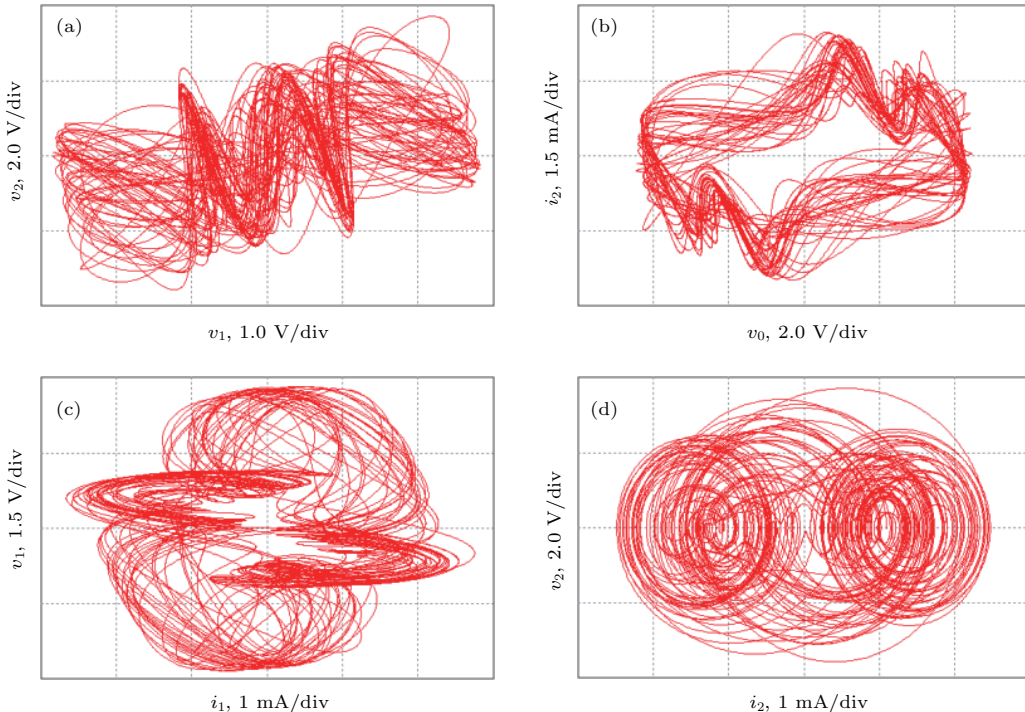 (a)
v₂, 2.0 V/div
v₁, 1.0 V/div
(b)
i₂, 1.5 mA/div
v₀, 2.0 V/div
(c)
v₁, 1.5 V/div
i₁, 1 mA/div
(d)
v₂, 2.0 V/div
i₂, 1 mA/div